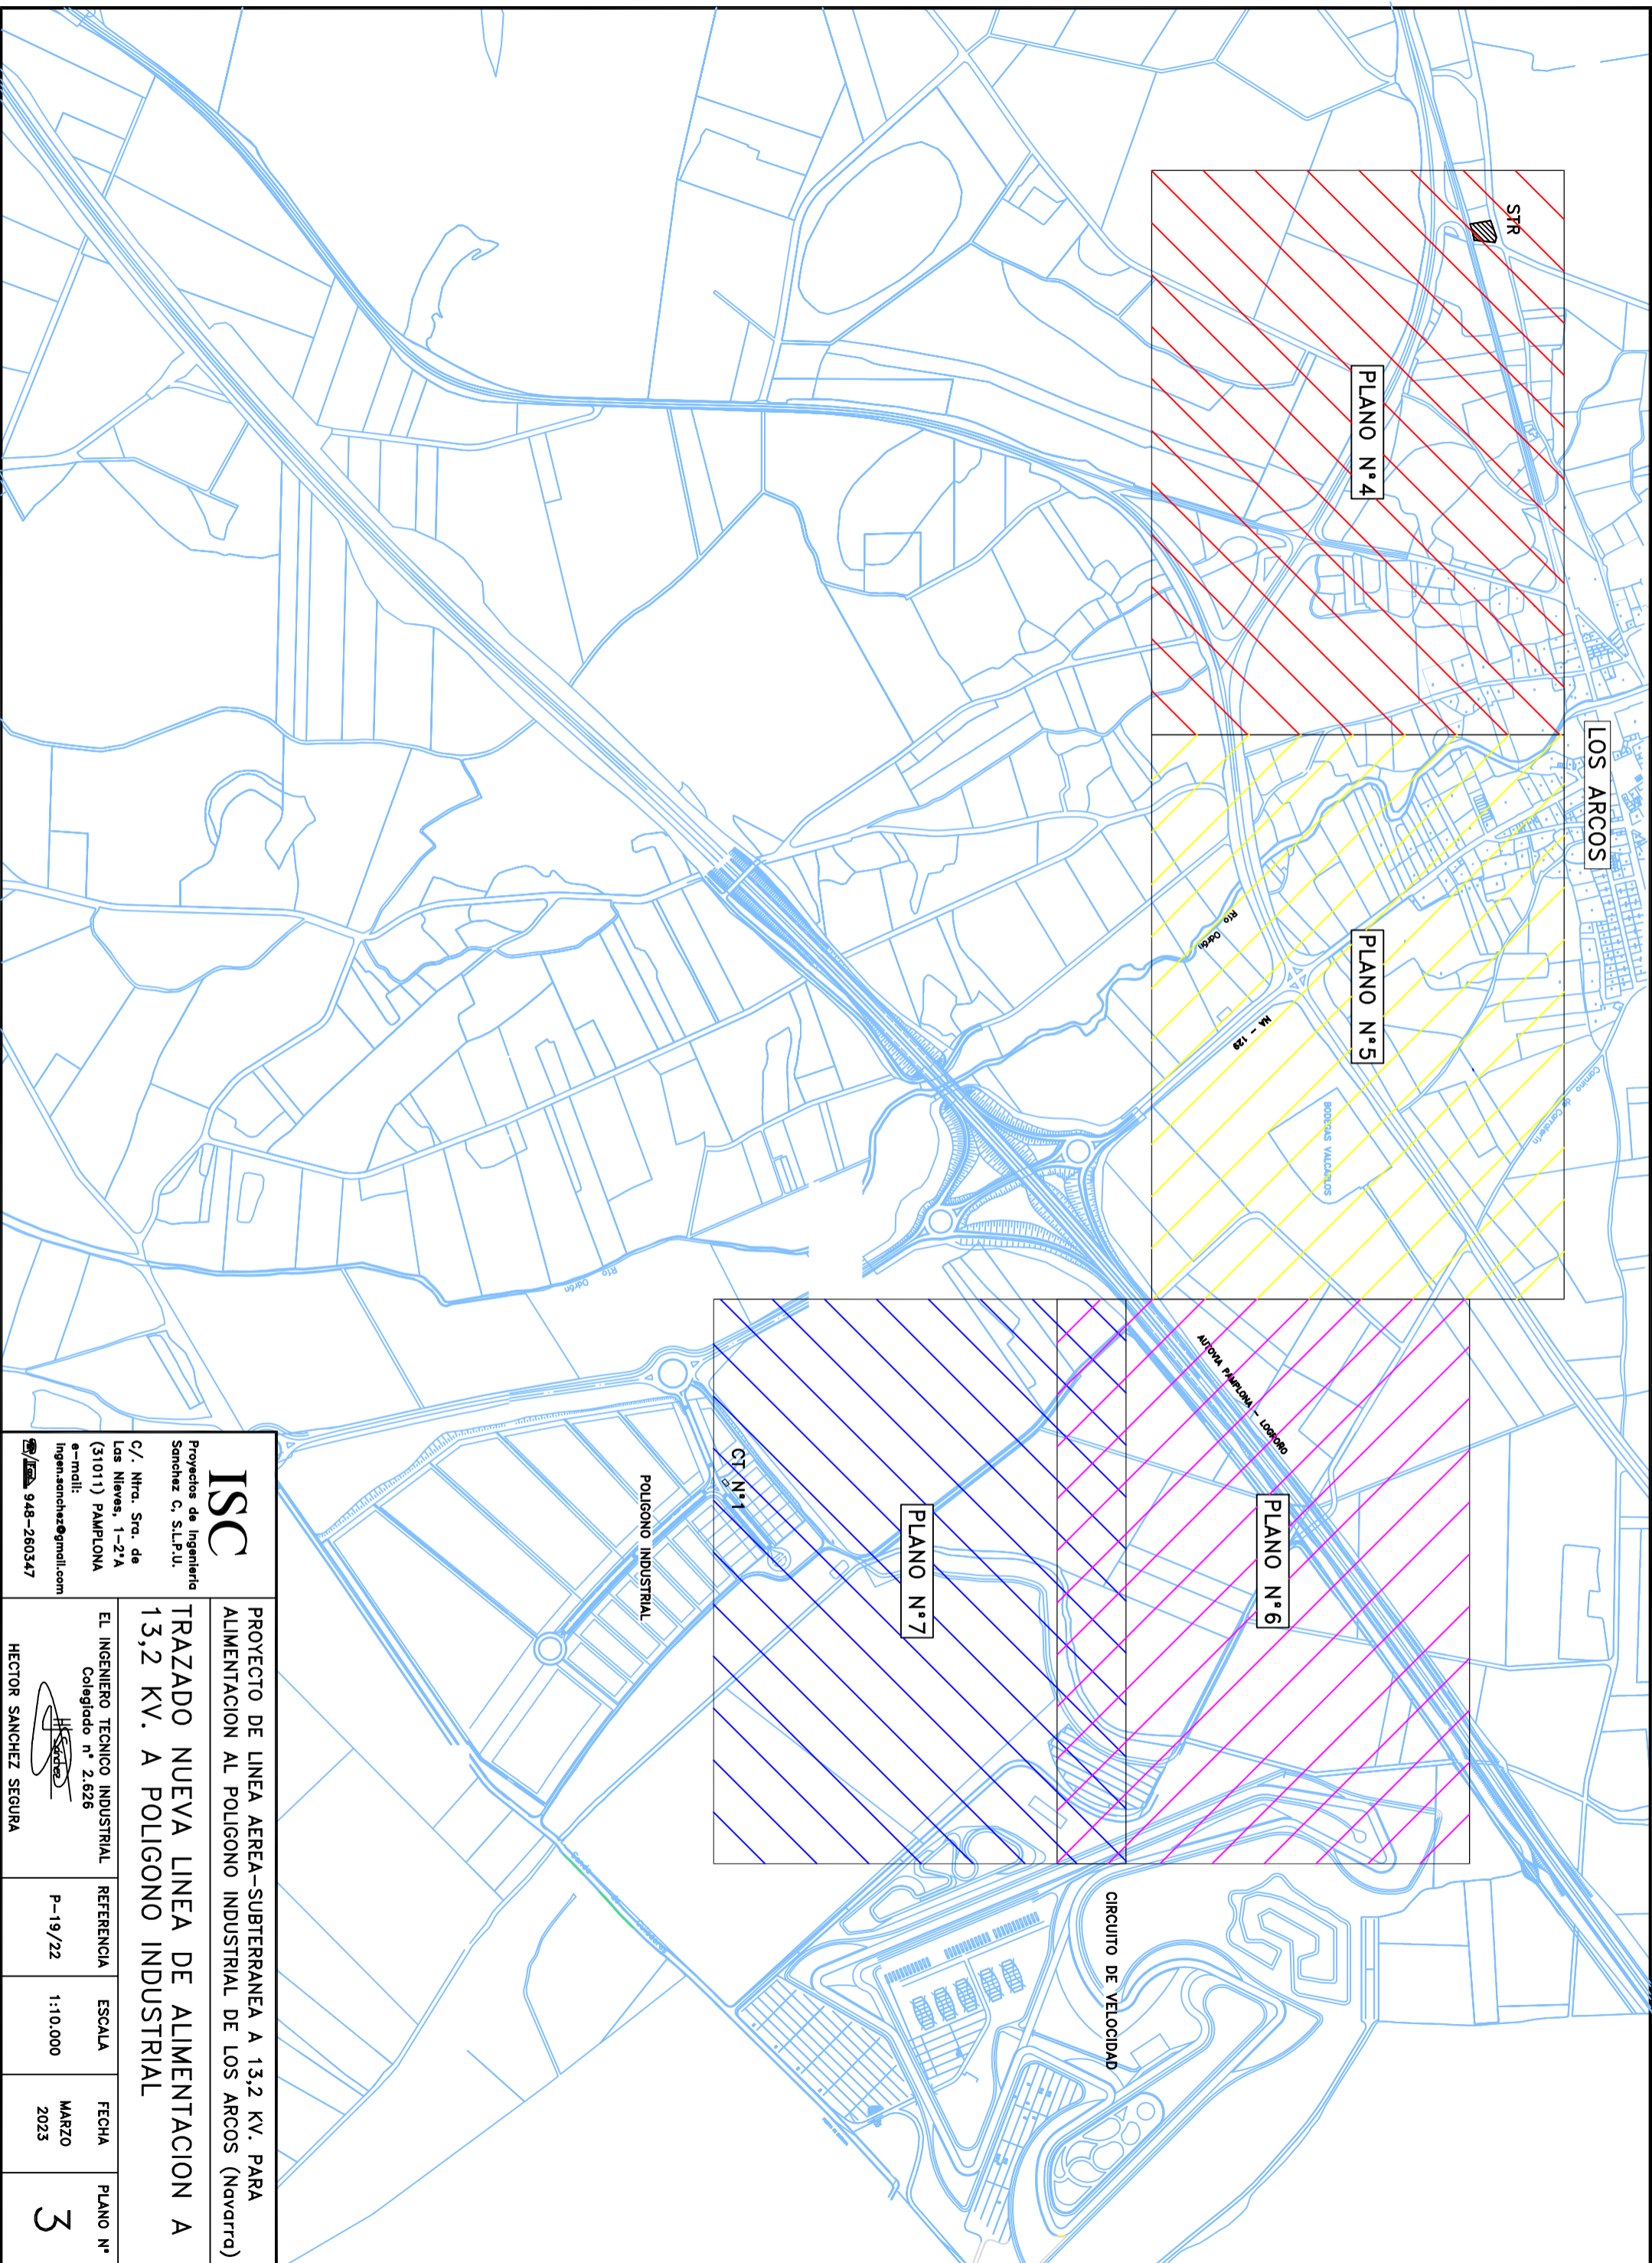 LOS ARCOS
STR
PLANO Nº4
PLANO Nº5
Río Odrón
NA - 129
BODEGAS VALCARLOS
AUTOVIA PAMPLONA - LOGROÑO
PLANO Nº6
PLANO Nº7
CIRCUITO DE VELOCIDAD
Río Odrón
CT Nº1
POLIGONO INDUSTRIAL
ISC
Proyectos de Ingenieria
Sanchez C, S.L.P.U.
C/. Ntra. Sra. de
Las Nieves, 1-2ºA
(31011) PAMPLONA
e-mail:
ingen.sanchez@gmail.com
948-260347
PROYECTO DE LINEA AEREA-SUBTERRANEA A 13,2 KV. PARA
ALIMENTACION AL POLIGONO INDUSTRIAL DE LOS ARCOS (Navarra)
TRAZADO NUEVA LINEA DE ALIMENTACION A
13,2 KV. A POLIGONO INDUSTRIAL
EL INGENIERO TECNICO INDUSTRIAL
Colegiado nº 2.626
HECTOR SANCHEZ SEGURA
REFERENCIA
P-19/22
ESCALA
1:10.000
FECHA
MARZO
2023
PLANO Nº
3